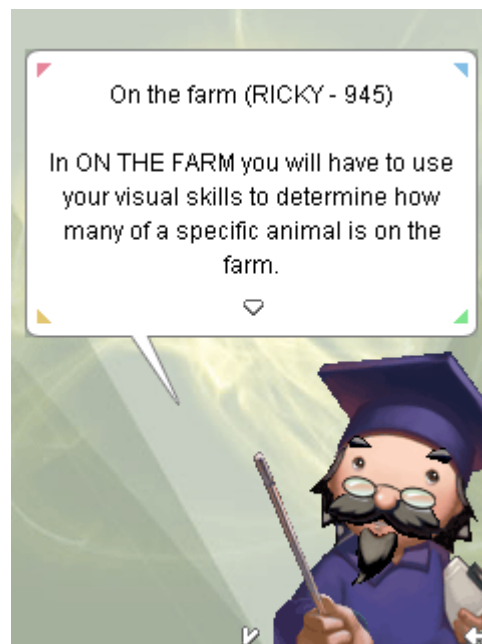 On the farm (RICKY - 945)
In ON THE FARM you will have to use
your visual skills to determine how
many of a specific animal is on the
farm.